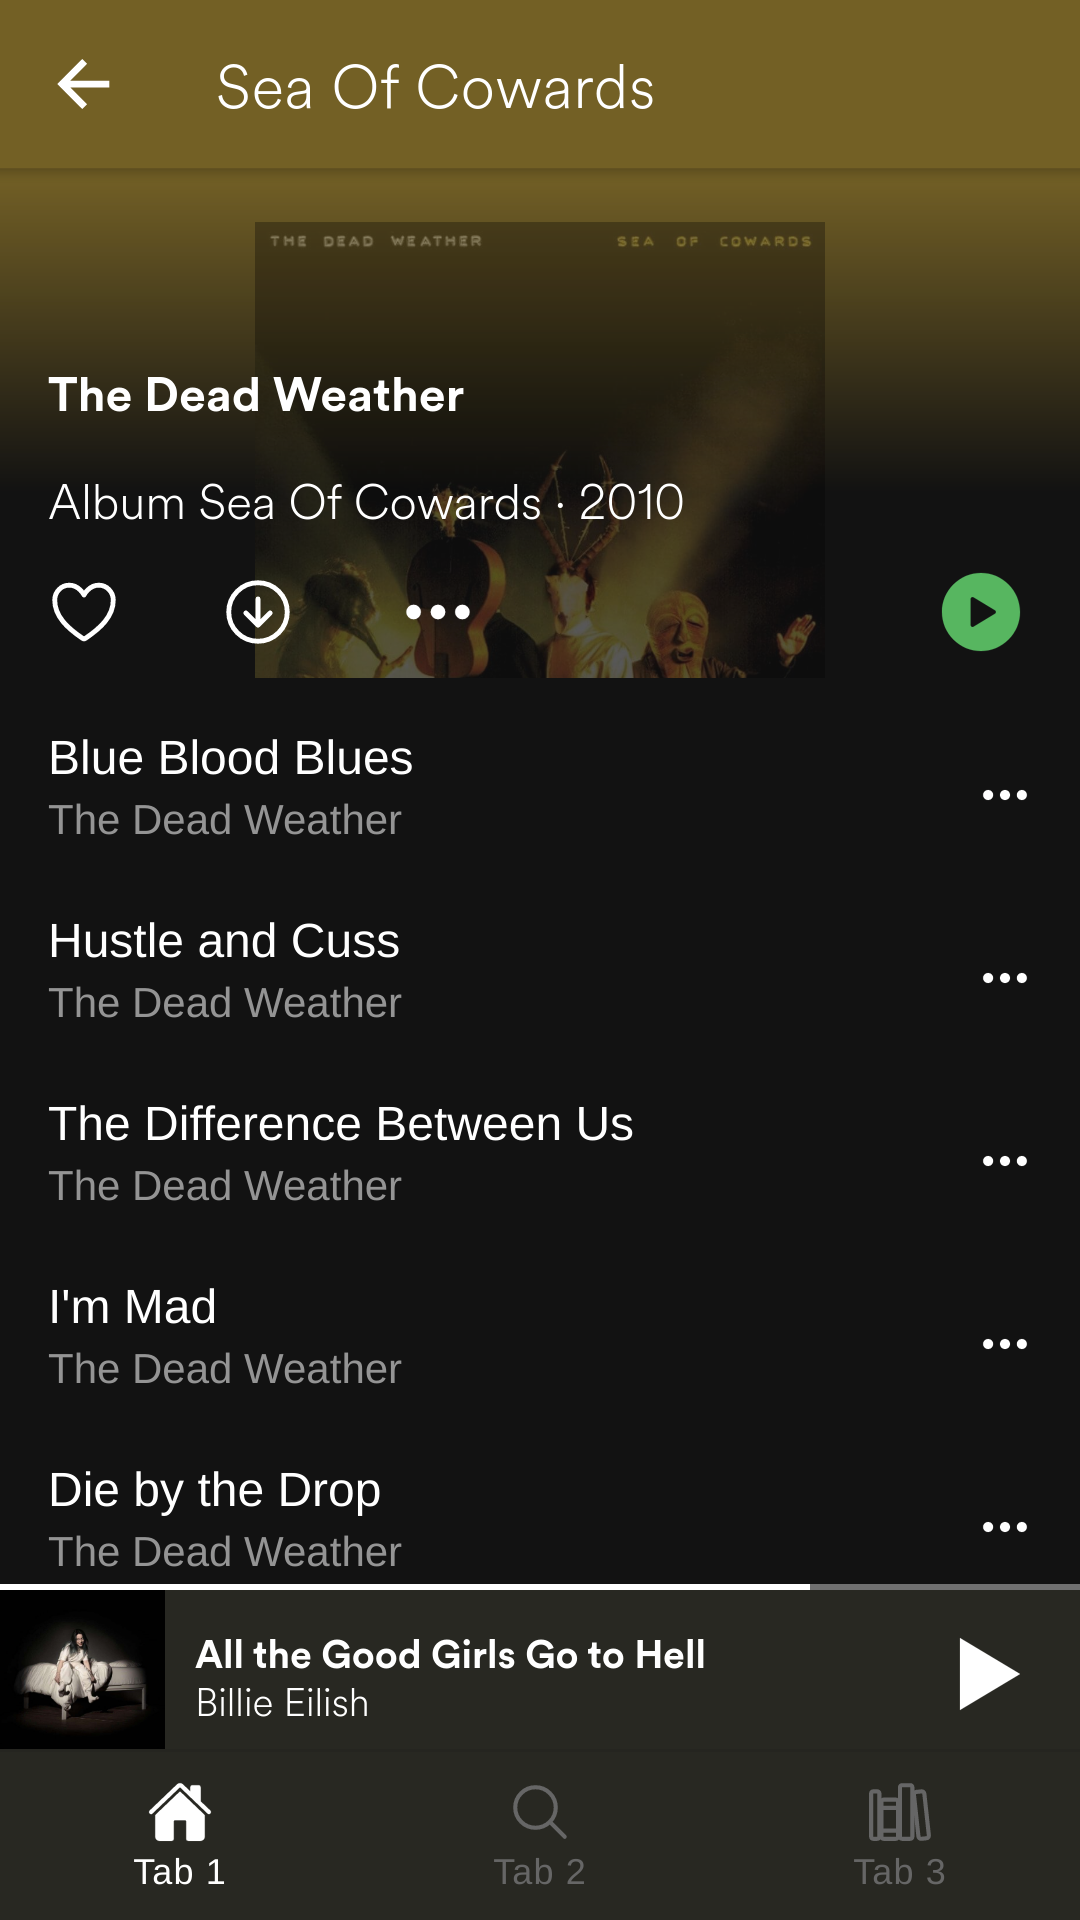 Sea Of Cowards
THE DEAD WEATHER SEA OF COWARDS
The Dead Weather
Album Sea Of Cowards · 2010
Blue Blood Blues
The Dead Weather
Hustle and Cuss
The Dead Weather
The Difference Between Us
The Dead Weather
I'm Mad
The Dead Weather
Die by the Drop
The Dead Weather
All the Good Girls Go to Hell
Billie Eilish
Tab 1 Tab 2 Tab 3